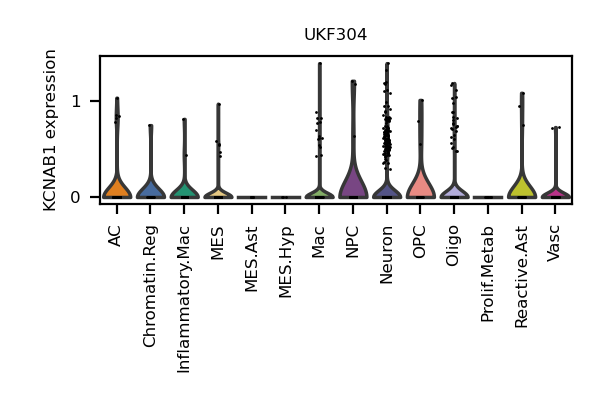 UKF304
KCNAB1 expression
1
0
AC
Chromatin.Reg
Inflammatory.Mac
MES
MES.Ast
MES.Hyp
Mac
NPC
Neuron
OPC
Oligo
Prolif.Metab
Reactive.Ast
Vasc